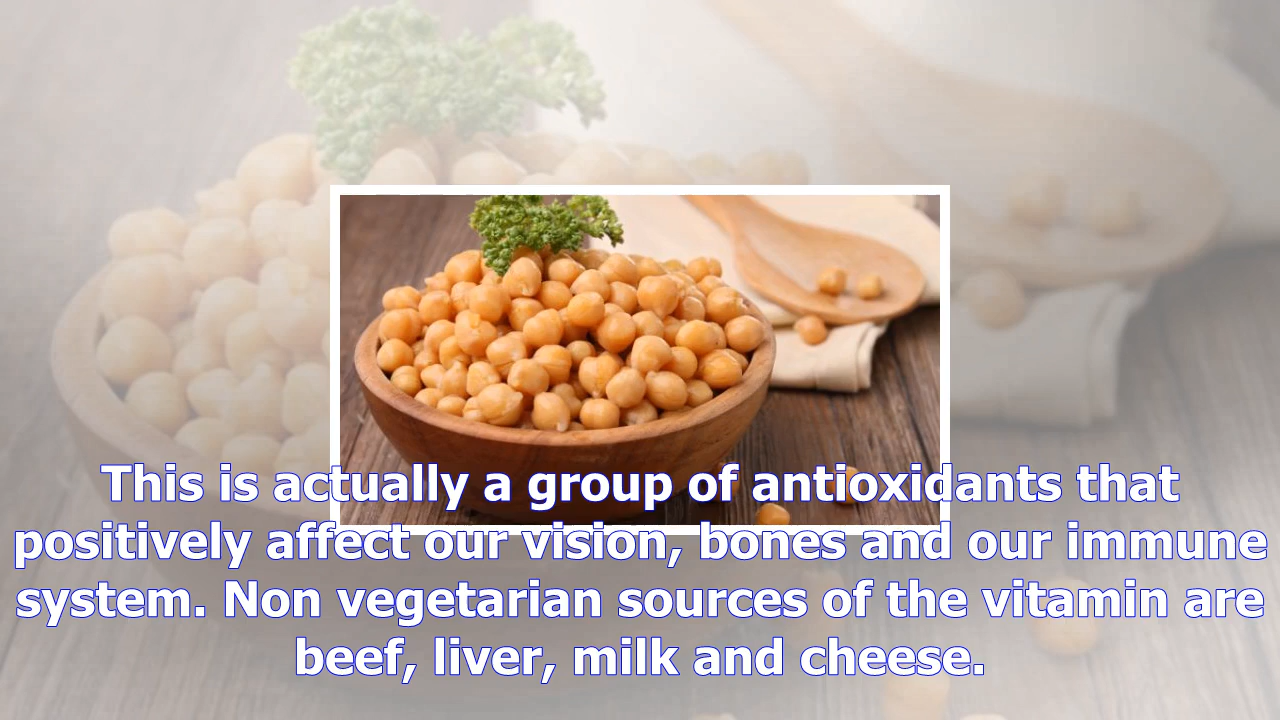 This is actually a group of antioxidants that
positively affect our vision, bones and our immune
system. Non vegetarian sources of the vitamin are
beef, liver, milk and cheese.